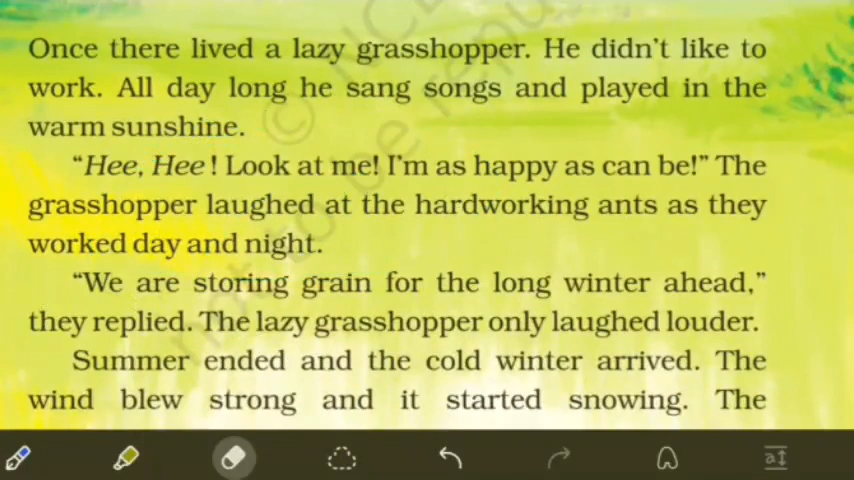 Once there lived a lazy grasshopper. He didn’t like to
work. All day long he sang songs and played in the
warm sunshine.
“Hee, Hee ! Look at me! I’m as happy as can be!” The
grasshopper laughed at the hardworking ants as they
worked day and night.
“We are storing grain for the long winter ahead,”
they replied. The lazy grasshopper only laughed louder.
Summer ended and the cold winter arrived. The
wind blew strong and it started snowing. The